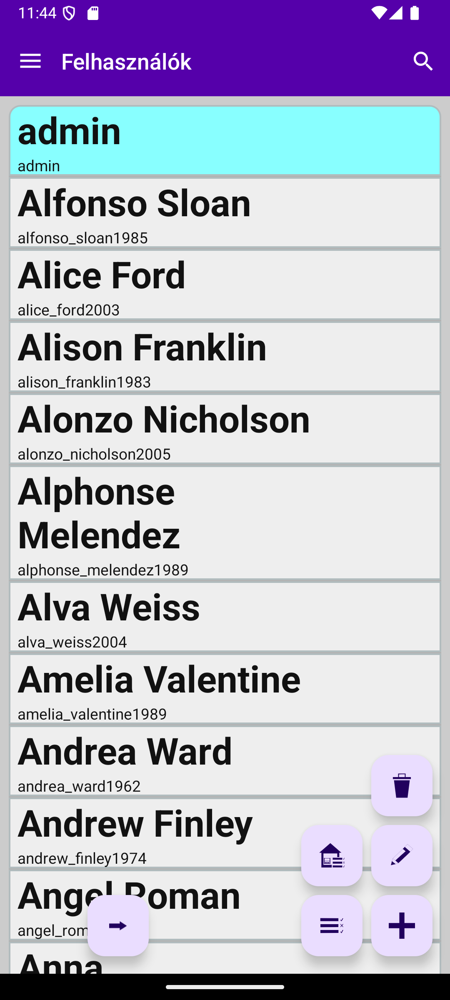 11:44
Felhasználók
admin
admin
Alfonso Sloan
alfonso_sloan1985
Alice Ford
alice_ford2003
Alison Franklin
alison_franklin1983
Alonzo Nicholson
alonzo_nicholson2005
Alphonse
Melendez
alphonse_melendez1989
Alva Weiss
alva_weiss2004
Amelia Valentine
amelia_valentine1989
Andrea Ward
andrea_ward1962
Andrew Finley
andrew_finley1974
Angel Roman
angel_rom
Anna